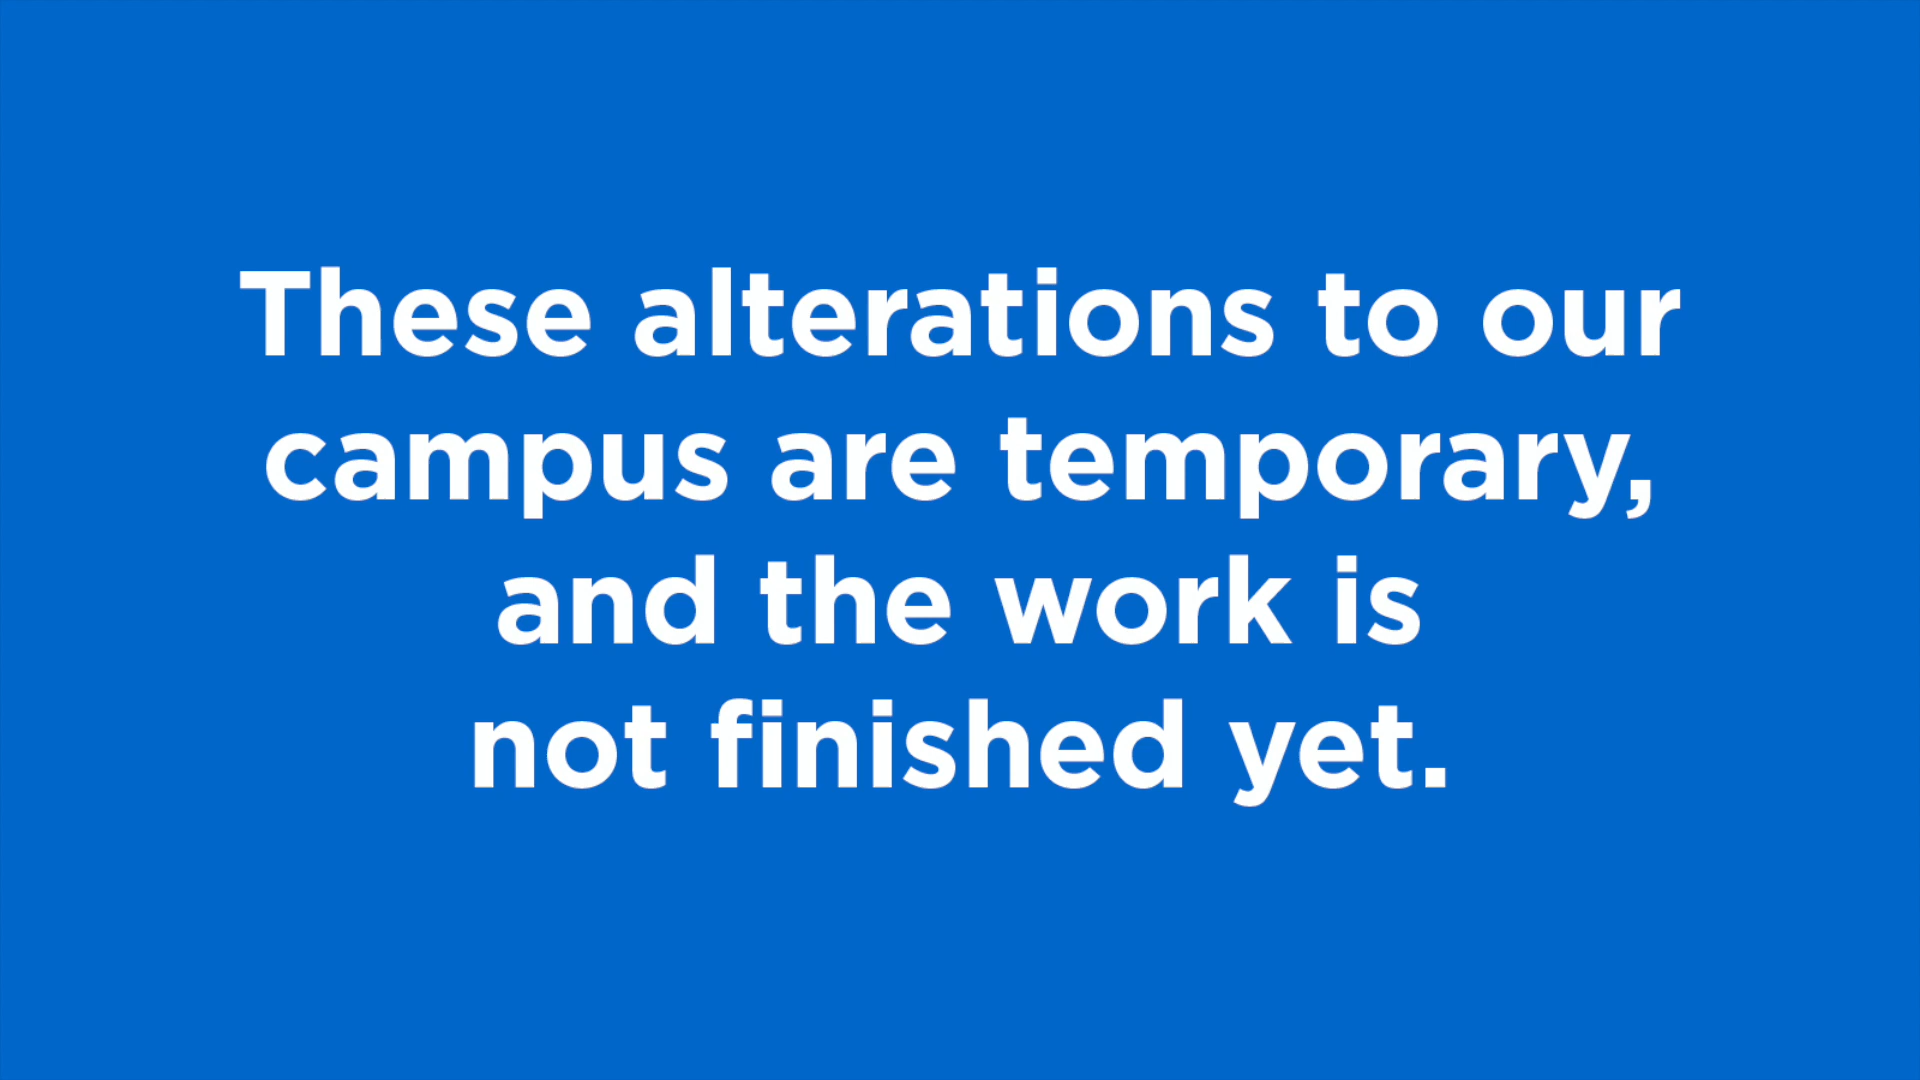 These alterations to our
campus are temporary,
and the work is
not finished yet.